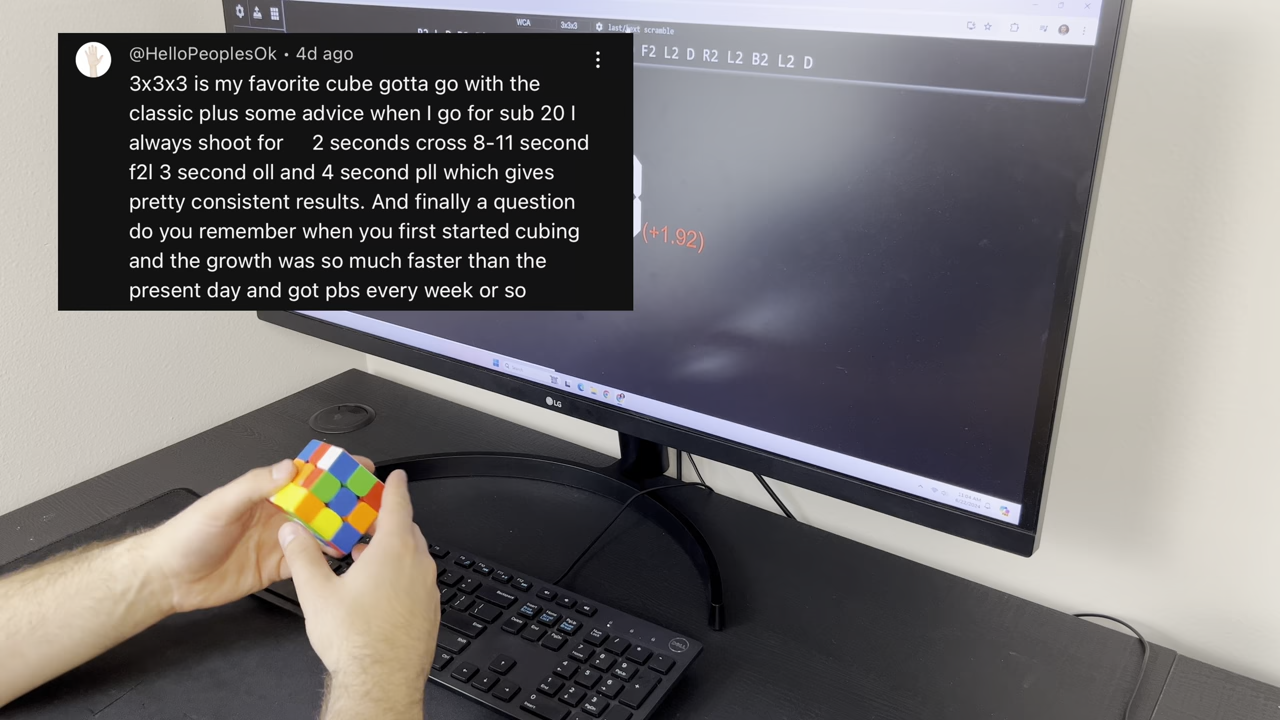 WCA 3x3x3 last/next scramble
F2 L2 D R2 L2 B2 L2 D
@HelloPeoplesOk • 4d ago
3x3x3 is my favorite cube gotta go with the
classic plus some advice when I go for sub 20 I
always shoot for 2 seconds cross 8-11 second
f2l 3 second oll and 4 second pll which gives
pretty consistent results. And finally a question
do you remember when you first started cubing
and the growth was so much faster than the
present day and got pbs every week or so
(+1.92)
LG
DELL